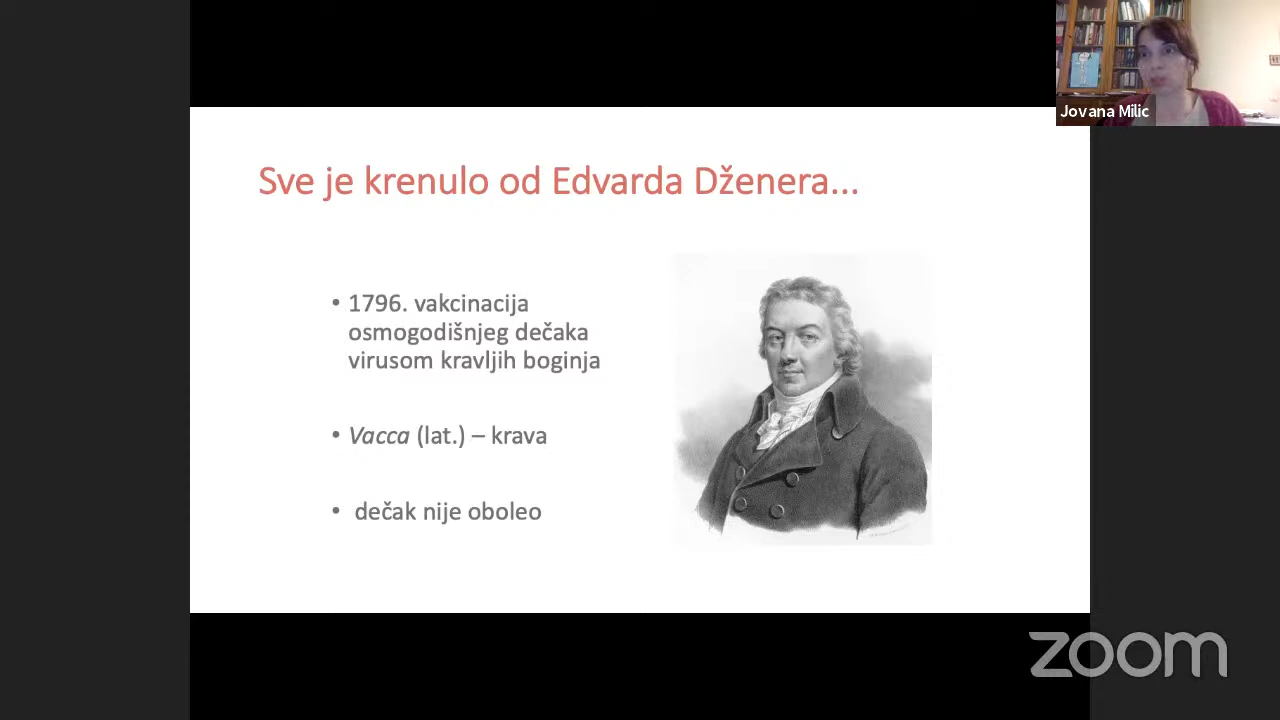 Jovana Milic
Sve je krenulo od Edvarda Dženera...
• 1796. vakcinacija
osmogodišnjeg dečaka
virusom kravljih boginja
• Vacca (lat.) – krava
• dečak nije oboleo
zoom